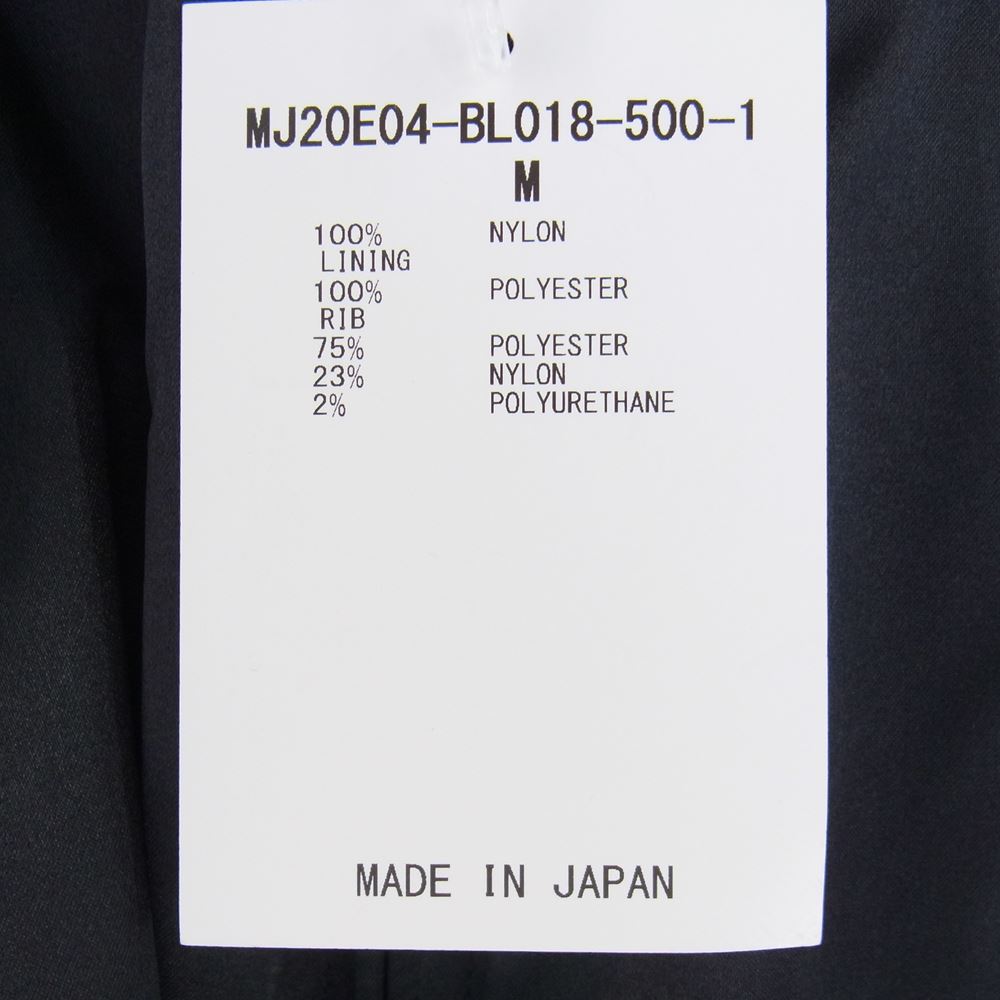 MJ20E04-BL018-500-1
M
100% NYLON
LINING
100% POLYESTER
RIB
75% POLYESTER
23% NYLON
2% POLYURETHANE
MADE IN JAPAN